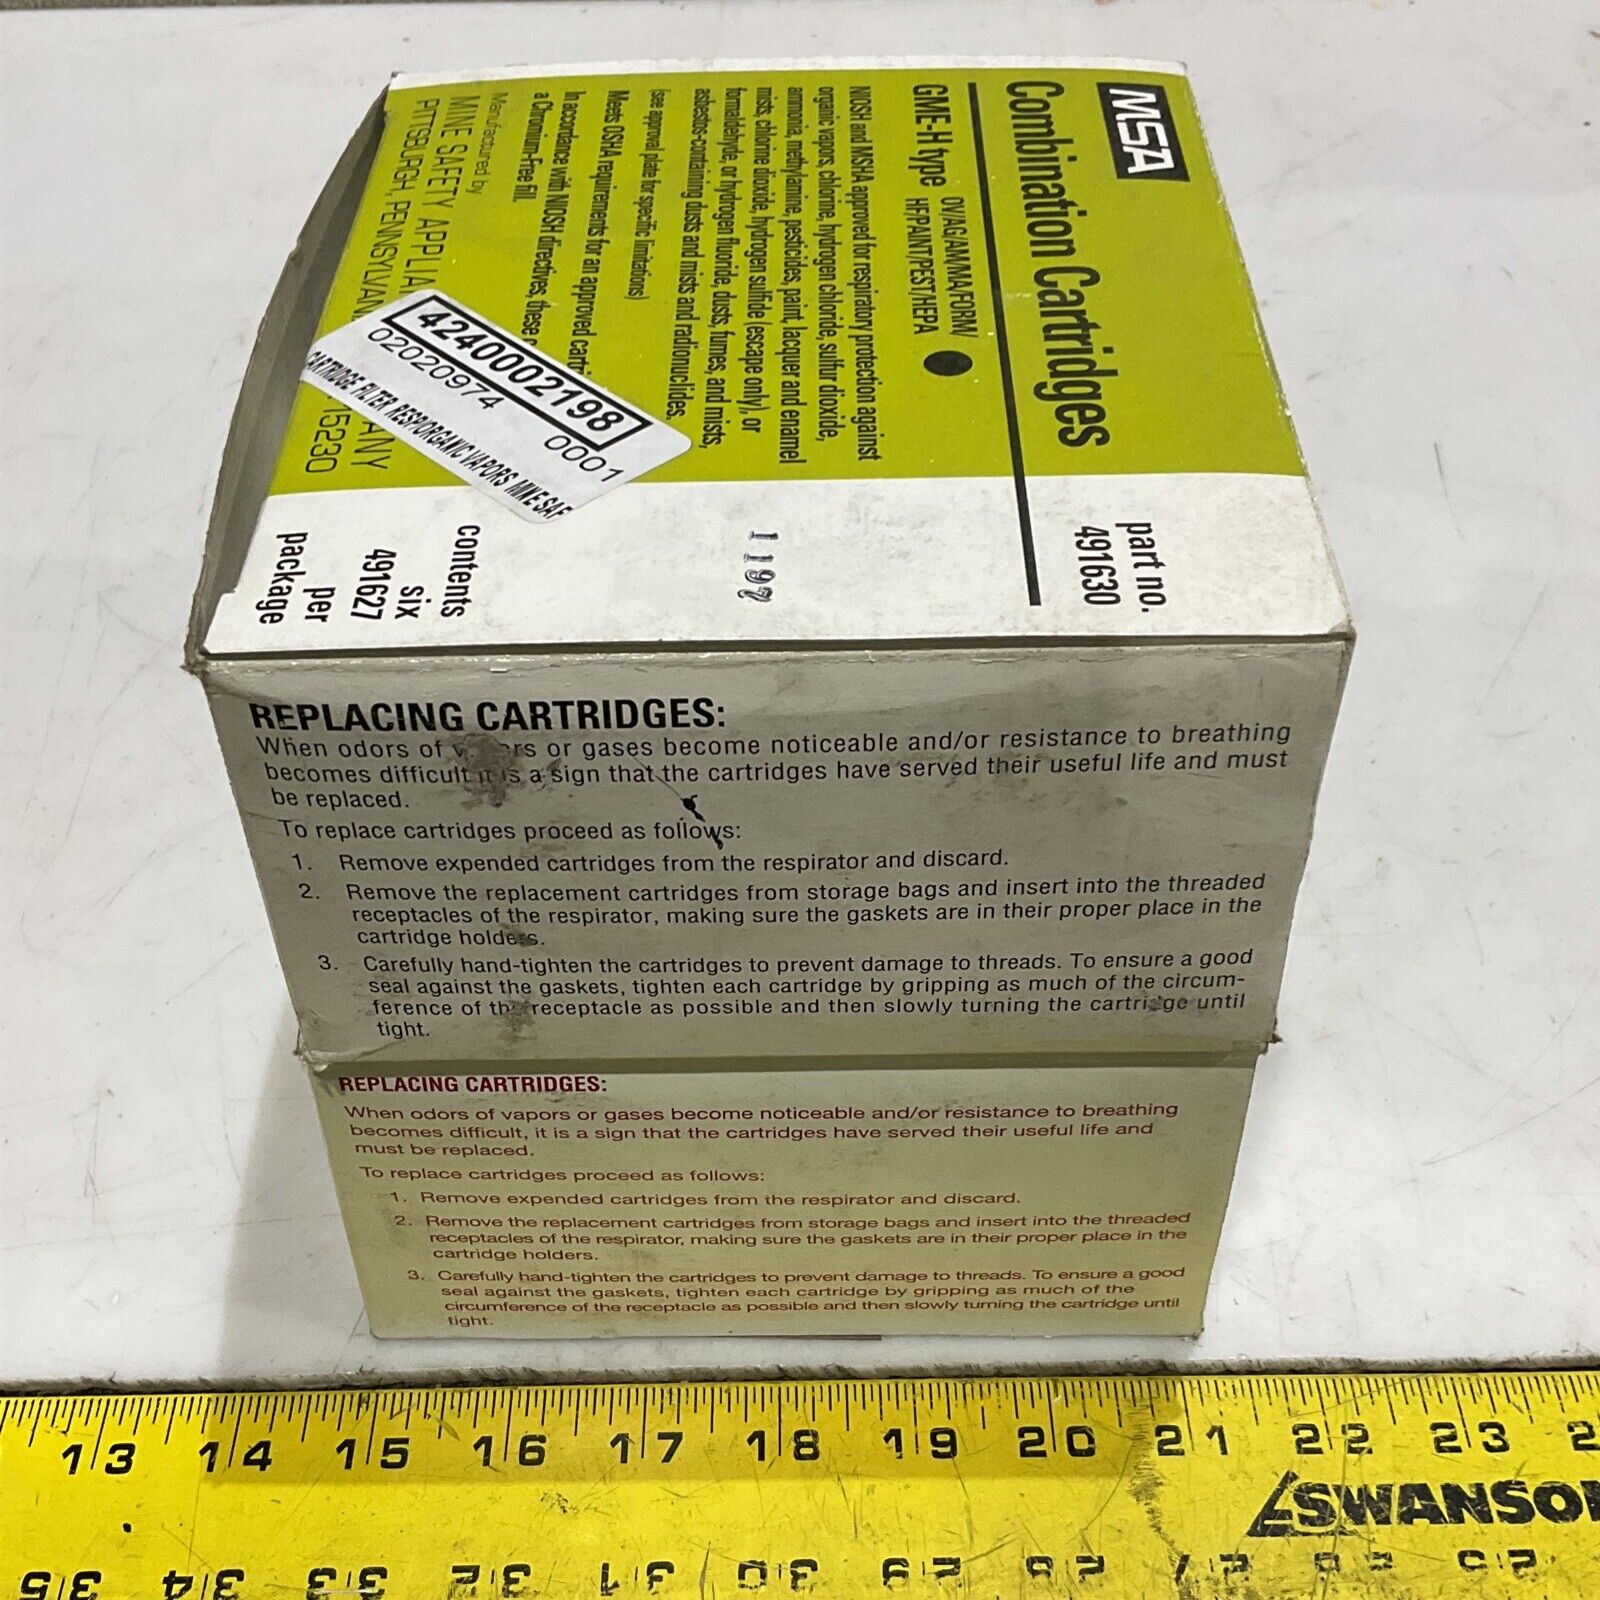 MSA
Combination Cartridges
GME-H type
OV/AG/AM/MA/FORM/
HF/PAINT/PEST/HEPA
NIOSH and MSHA approved for respiratory protection against
organic vapors, chlorine, hydrogen chloride, sulfur dioxide,
ammonia, methylamine, pesticides, paint, lacquer and enamel
mists, chlorine dioxide, hydrogen sulfide (escape only), or
formaldehyde, or hydrogen fluoride, dusts, fumes, and mists,
asbestos-containing dusts and mists and radionuclides.
(see approval plate for specific limitations)
Meets OSHA requirements for an approved
In accordance with NIOSH directives, these
a Chromium-Free fill.
Manufactured by
MINE SAFETY
PITTSBURGH,
15230
4240002198
02020974
0001
CARTRIDGE FILTER RESP/ORGANIC VAPORS MINE SAF
part no.
491630
1197
contents
six
491627
per
package
REPLACING CARTRIDGES:
When odors of or gases become noticeable and/or resistance to breathing
becomes difficult it is a sign that the cartridges have served their useful life and must
be replaced.
To replace cartridges proceed as follows:
1. Remove expended cartridges from the respirator and discard.
2. Remove the replacement cartridges from storage bags and insert into the threaded
receptacles of the respirator, making sure the gaskets are in their proper place in the
cartridge holders.
3. Carefully hand-tighten the cartridges to prevent damage to threads. To ensure a good
seal against the gaskets, tighten each cartridge by gripping as much of the circum-
ference of the receptacle as possible and then slowly turning the cartridge until
tight.
REPLACING CARTRIDGES:
When odors of vapors or gases become noticeable and/or resistance to breathing
becomes difficult, it is a sign that the cartridges have served their useful life and
must be replaced.
To replace cartridges proceed as follows:
1. Remove expended cartridges from the respirator and discard.
2. Remove the replacement cartridges from storage bags and insert into the threaded
receptacles of the respirator, making sure the gaskets are in their proper place in the
cartridge holders.
3. Carefully hand-tighten the cartridges to prevent damage to threads. To ensure a good
seal against the gaskets, tighten each cartridge by gripping as much of the
circumference of the receptacle as possible and then slowly turning the cartridge until
tight.
13 14 15 16 17 18 19 20 21 22 23
SWANSO
35 34 33 32 31 30 29 28 27 26 25